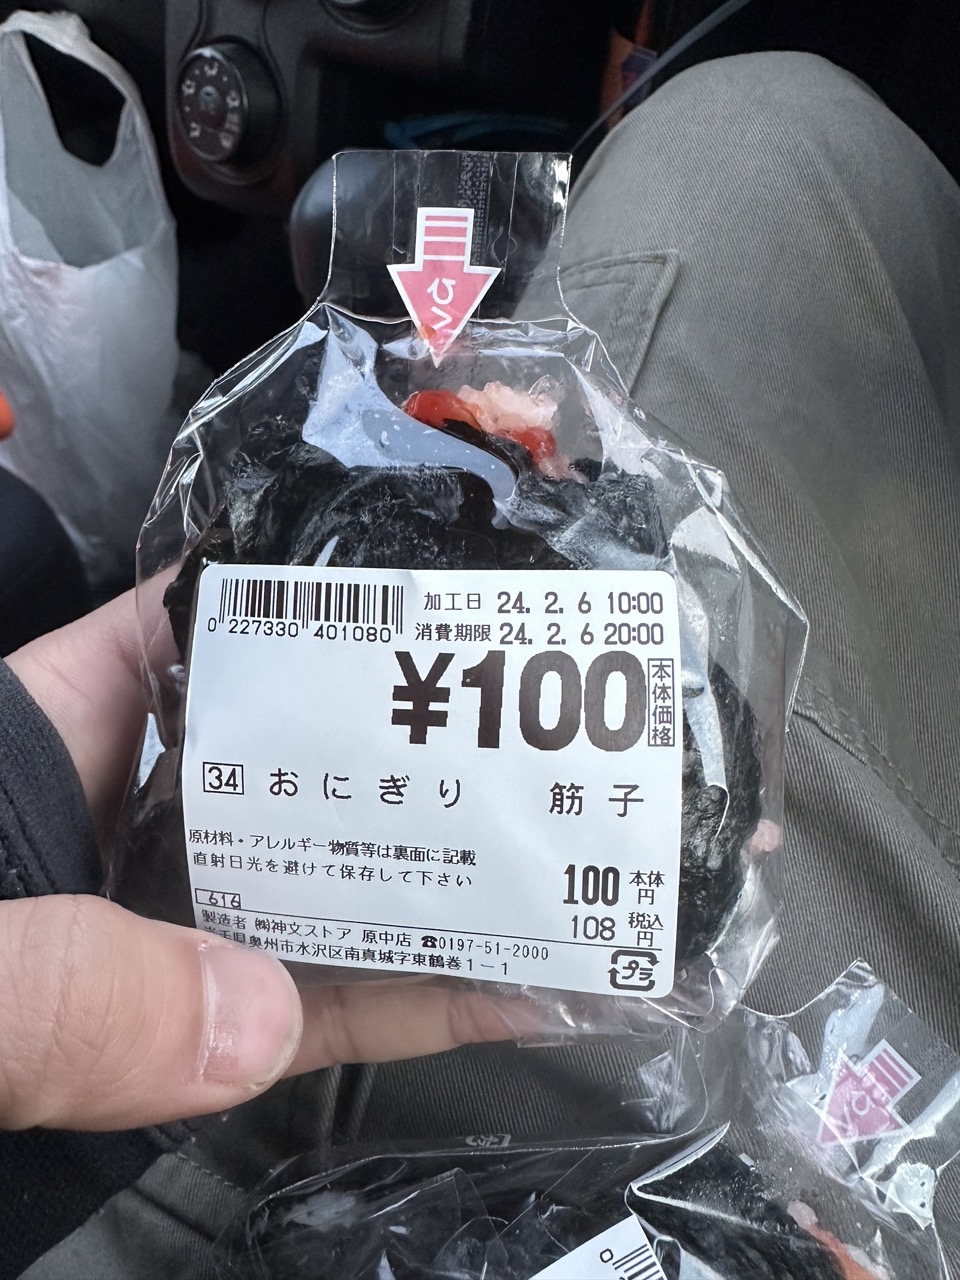 ひく
0 227330 401080
加工日 24. 2. 6 10:00
消費期限 24. 2. 6 20:00
¥100 本体価格
34 おにぎり 筋子
原材料・アレルギー物質等は裏面に記載
直射日光を避けて保存して下さい
100 本体円
108 税込円
616
製造者 ㈱神文ストア 原中店 ☎0197-51-2000
岩手県奥州市水沢区南真城字東鶴巻1-1
プラ
ひく
0